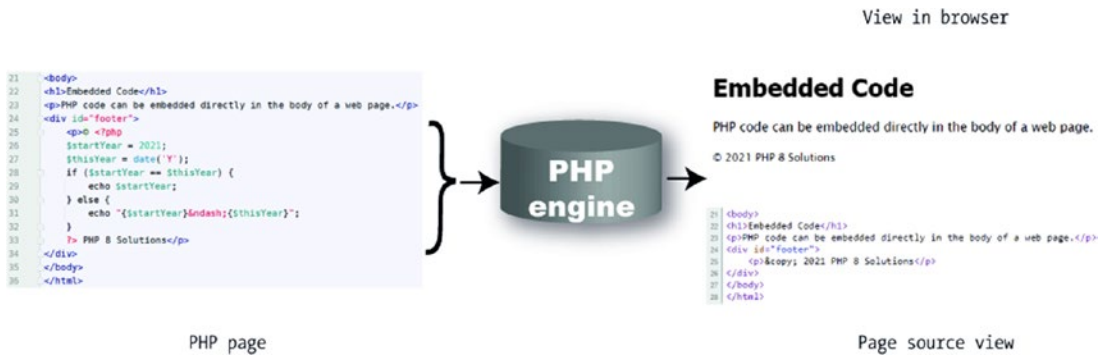 View in browser
21 <body>
22 <h1>Embedded Code</h1>
23 <p>PHP code can be embedded directly in the body of a web page.</p>
24 <div id="footer">
25 <p>© <?php
26 $startYear = 2021;
27 $thisYear = date('Y');
28 if ($startYear == $thisYear) {
29 echo $startYear;
30 } else {
31 echo "{$startYear}&ndash;{$thisYear}";
32 }
33 ?> PHP 8 Solutions</p>
34 </div>
35 </body>
36 </html>
PHP page
PHP
engine
Embedded Code
PHP code can be embedded directly in the body of a web page.
© 2021 PHP 8 Solutions
21 <body>
22 <h1>Embedded Code</h1>
23 <p>PHP code can be embedded directly in the body of a web page.</p>
24 <div id="footer">
25 <p>&copy; 2021 PHP 8 Solutions</p>
26 </div>
27 </body>
28 </html>
Page source view